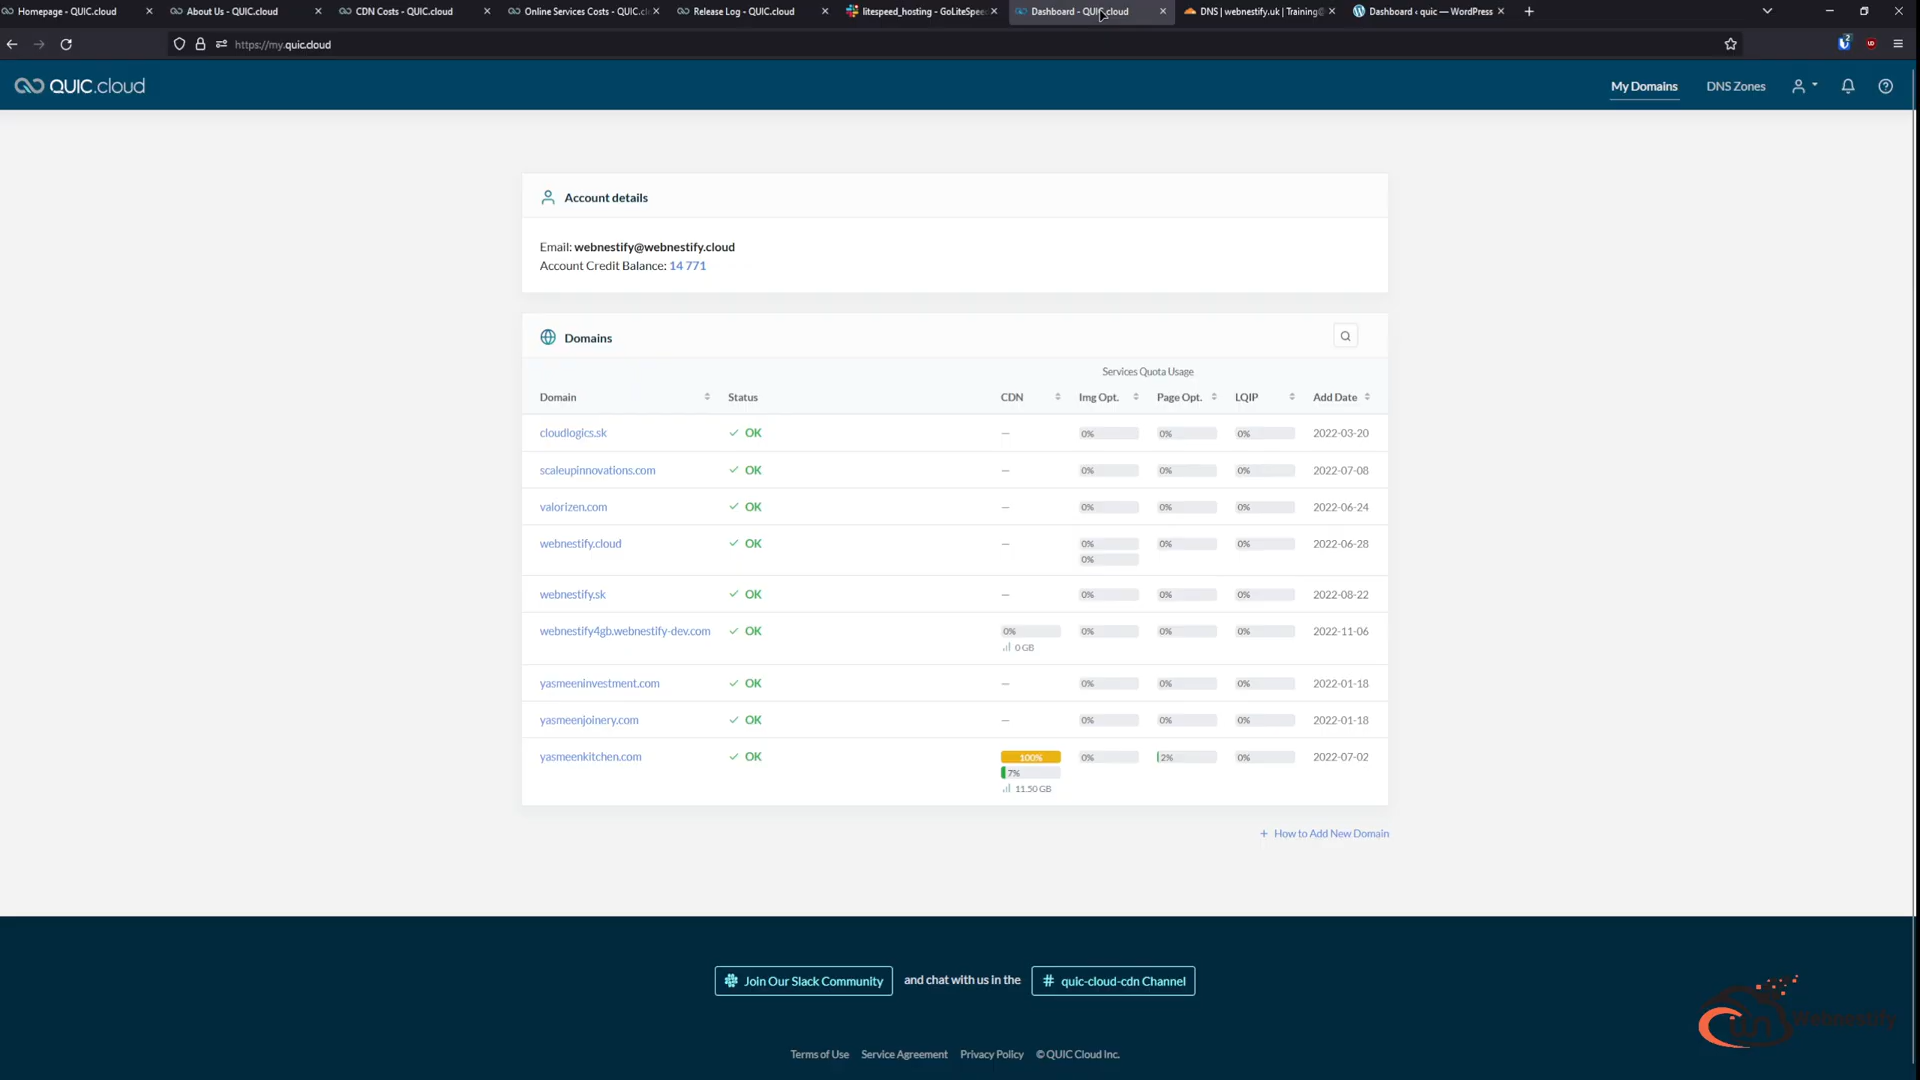 Homepage - QUIC.cloud
About Us - QUIC.cloud
CDN Costs - QUIC.cloud
Online Services Costs - QUIC.cl
Release Log - QUIC.cloud
litespeed_hosting - GoLiteSpee
Dashboard - QUIC.cloud
DNS | webnestify.uk | Training@
Dashboard ‹ quic — WordPress
https://my.quic.cloud
2
QUIC.cloud
My Domains
DNS Zones
Account details
Email: webnestify@webnestify.cloud
Account Credit Balance: 14 771
Domains
Services Quota Usage
Domain Status CDN Img Opt. Page Opt. LQIP Add Date
cloudlogics.sk OK — 0% 0% 0% 2022-03-20
scaleupinnovations.com OK — 0% 0% 0% 2022-07-08
valorizen.com OK — 0% 0% 0% 2022-06-24
webnestify.cloud OK — 0% 0% 0% 2022-06-28
0%
webnestify.sk OK — 0% 0% 0% 2022-08-22
webnestify4gb.webnestify-dev.com OK 0% 0% 0% 0% 2022-11-06
0 GB
yasmeeninvestment.com OK — 0% 0% 0% 2022-01-18
yasmeenjoinery.com OK — 0% 0% 0% 2022-01-18
yasmeenkitchen.com OK 100% 0% 2% 0% 2022-07-02
7%
11.50 GB
+ How to Add New Domain
Join Our Slack Community and chat with us in the # quic-cloud-cdn Channel
Terms of Use Service Agreement Privacy Policy © QUIC Cloud Inc.